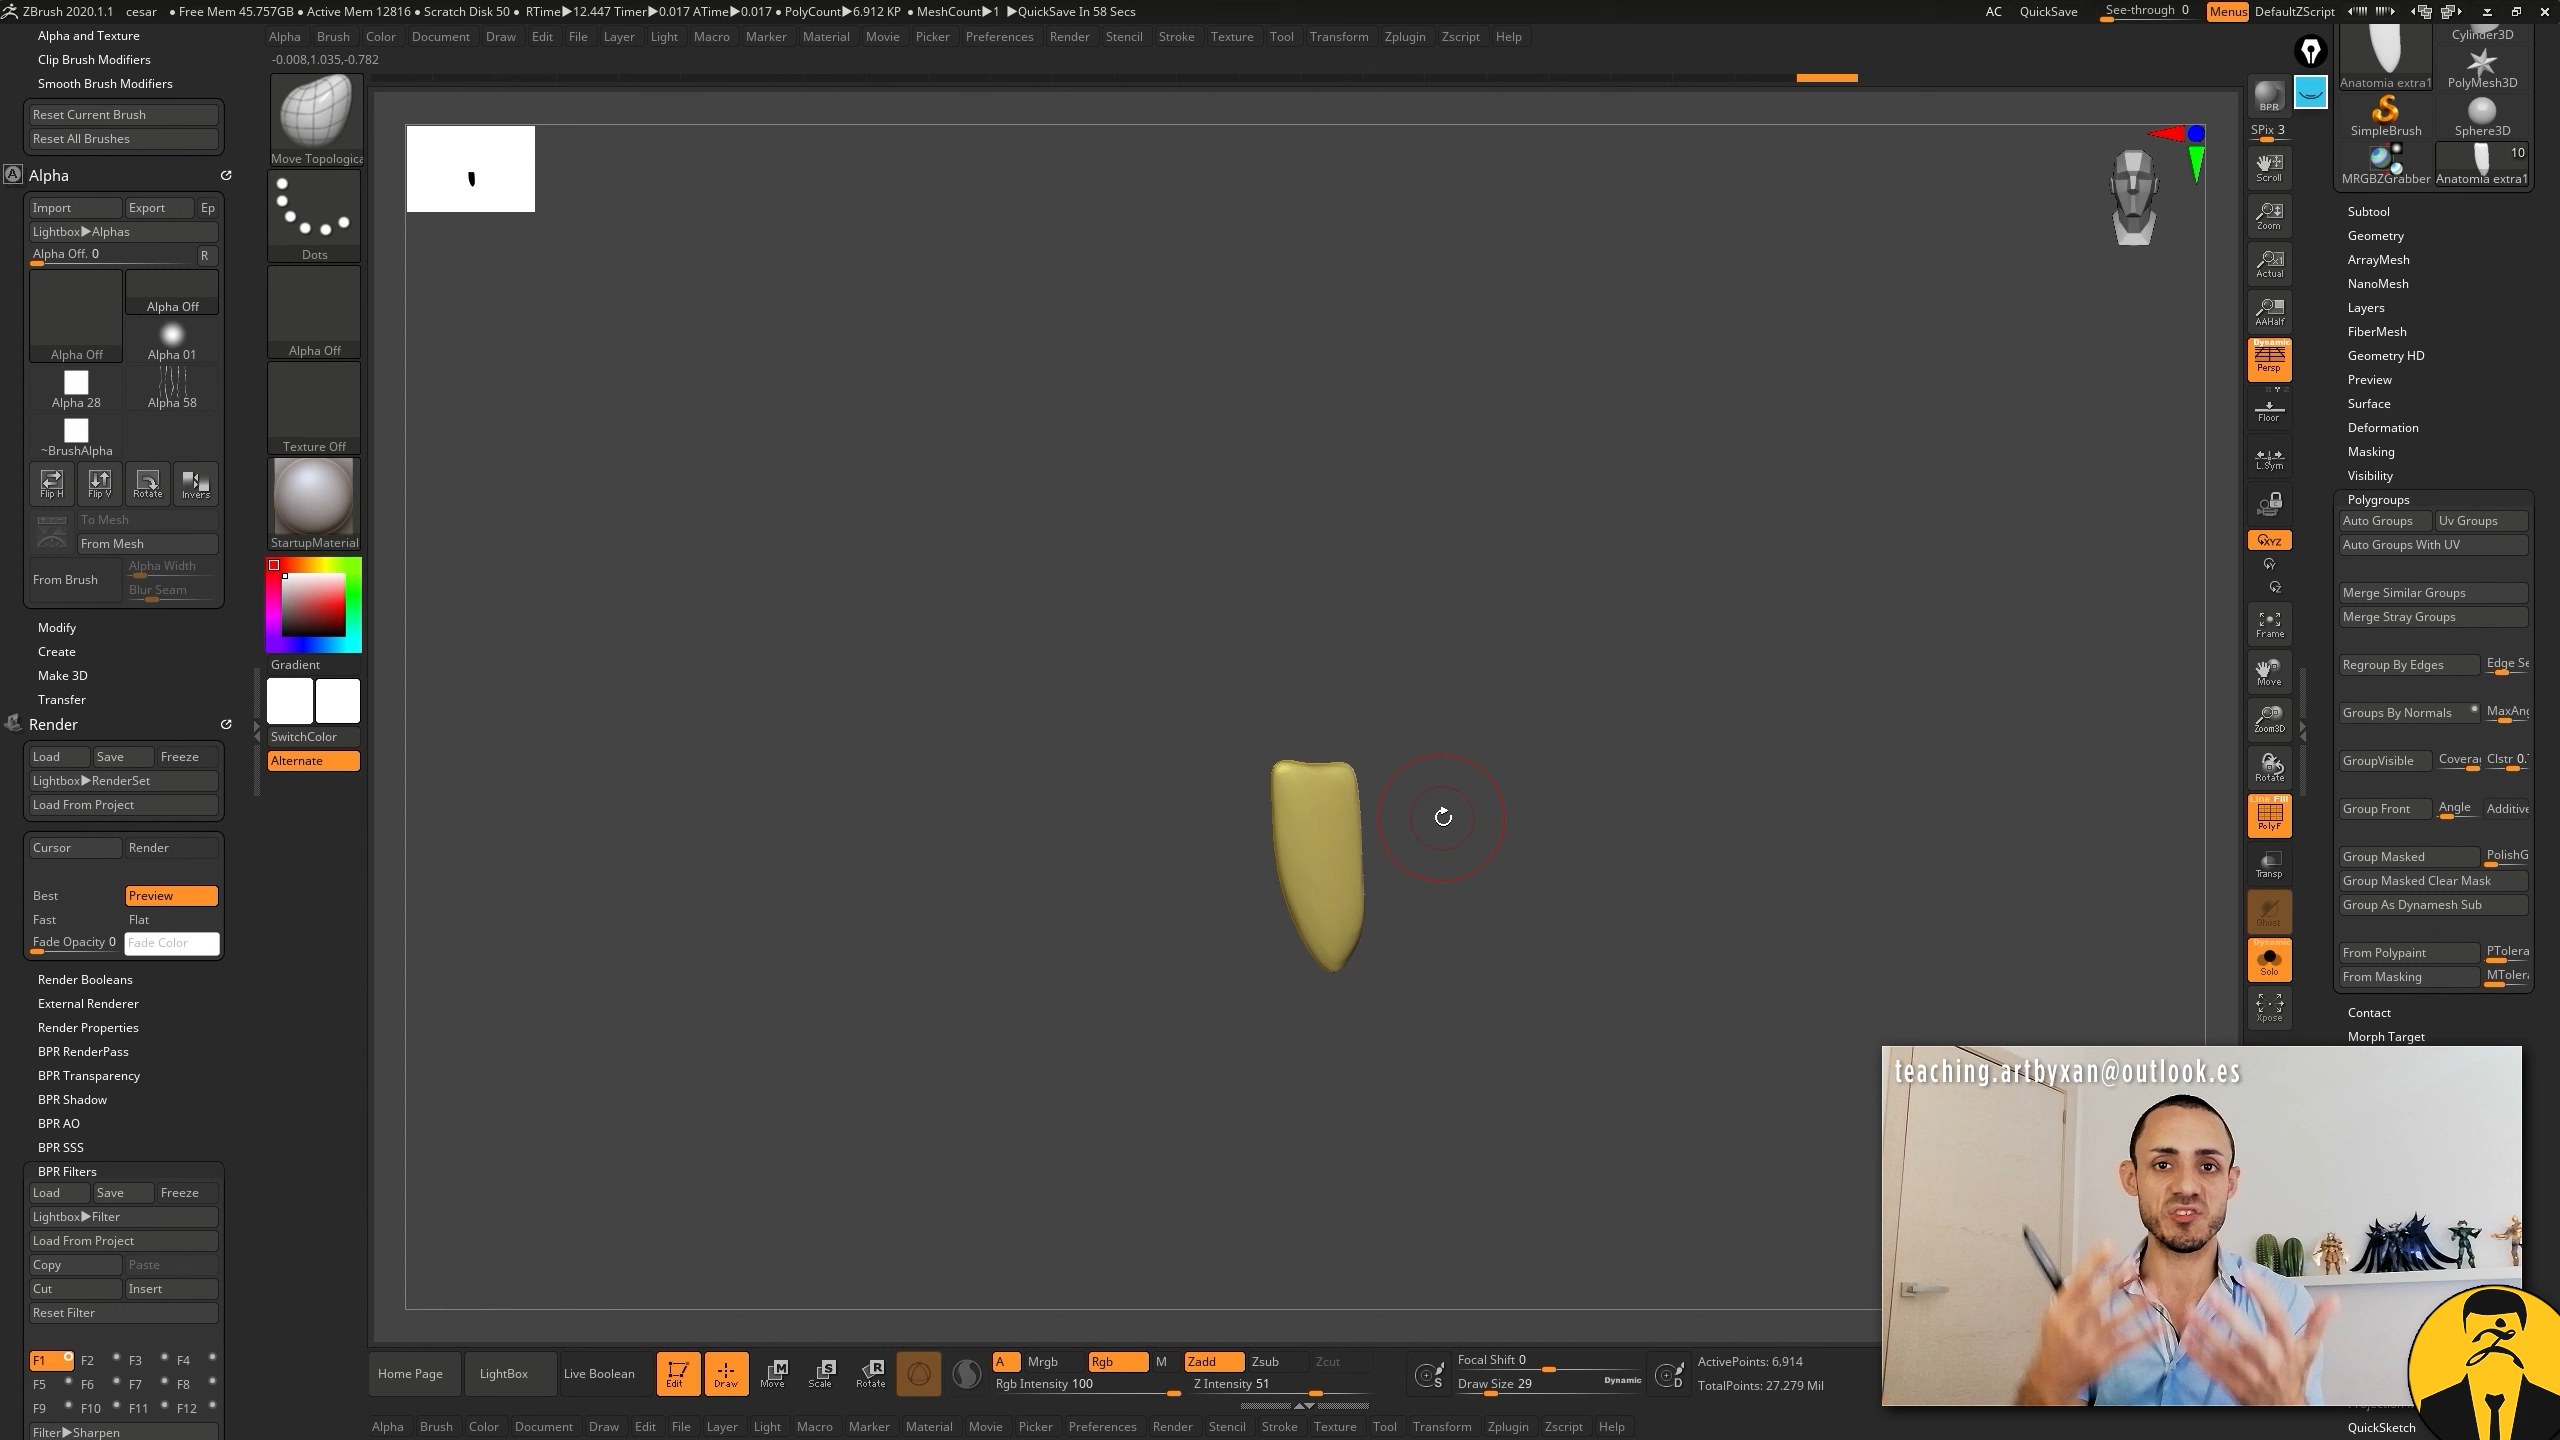 ZBrush 2020.1.1 cesar • Free Mem 45.757GB • Active Mem 12816 • Scratch Disk 50 • RTime▶12.447 Timer▶0.017 ATime▶0.017 • PolyCount▶6.912 KP • MeshCount▶1 ▶QuickSave In 58 Secs AC QuickSave See-through 0 Menus DefaultZScript
Alpha Brush Color Document Draw Edit File Layer Light Macro Marker Material Movie Picker Preferences Render Stencil Stroke Texture Tool Transform Zplugin Zscript Help
-0.008,1.035,-0.782
Alpha and Texture
Clip Brush Modifiers
Smooth Brush Modifiers
Reset Current Brush
Reset All Brushes
Alpha
Import Export Ep
Lightbox▶Alphas
Alpha Off. 0 R
Alpha Off
Alpha Off
Alpha 01
Alpha 28
Alpha 58
~BrushAlpha
Flip H Flip V Rotate Invers
To Mesh
From Mesh
From Brush
Alpha Width
Blur Seam
Modify
Create
Make 3D
Transfer
Render
Load Save Freeze
Lightbox▶RenderSet
Load From Project
Cursor Render
Best Preview
Fast Flat
Fade Opacity 0 Fade Color
Render Booleans
External Renderer
Render Properties
BPR RenderPass
BPR Transparency
BPR Shadow
BPR AO
BPR SSS
BPR Filters
Load Save Freeze
Lightbox▶Filter
Load From Project
Copy Paste
Cut Insert
Reset Filter
F1 F2 F3 F4
F5 F6 F7 F8
F9 F10 F11 F12
Filter▶Sharpen
Move Topologica
Dots
Alpha Off
Texture Off
StartupMaterial
Gradient
SwitchColor
Alternate
BPR
SPix 3
Scroll
Zoom
Actual
AAHalf
Dynamic
Persp
Floor
L.Sym
XYZ
Frame
Move
Zoom3D
Rotate
Line Fill
PolyF
Transp
Ghost
Dynamic
Solo
Xpose
Cylinder3D
Anatomia extra1 PolyMesh3D
SimpleBrush Sphere3D
10
MRGBZGrabber Anatomia extra1
Subtool
Geometry
ArrayMesh
NanoMesh
Layers
FiberMesh
Geometry HD
Preview
Surface
Deformation
Masking
Visibility
Polygroups
Auto Groups Uv Groups
Auto Groups With UV
Merge Similar Groups
Merge Stray Groups
Regroup By Edges Edge Se
Groups By Normals MaxAng
GroupVisible Covera Clstr 0.
Group Front Angle Additive
Group Masked PolishG
Group Masked Clear Mask
Group As Dynamesh Sub
From Polypaint PTolera
From Masking MTolera
Contact
Morph Target
QuickSketch
teaching.artbyxan@outlook.es
Home Page LightBox Live Boolean Edit Draw Move Scale Rotate
A Mrgb Rgb M Zadd Zsub Zcut
Rgb Intensity 100 Z Intensity 51
Focal Shift 0
Draw Size 29 Dynamic
ActivePoints: 6,914
TotalPoints: 27.279 Mil
Alpha Brush Color Document Draw Edit File Layer Light Macro Marker Material Movie Picker Preferences Render Stencil Stroke Texture Tool Transform Zplugin Zscript Help